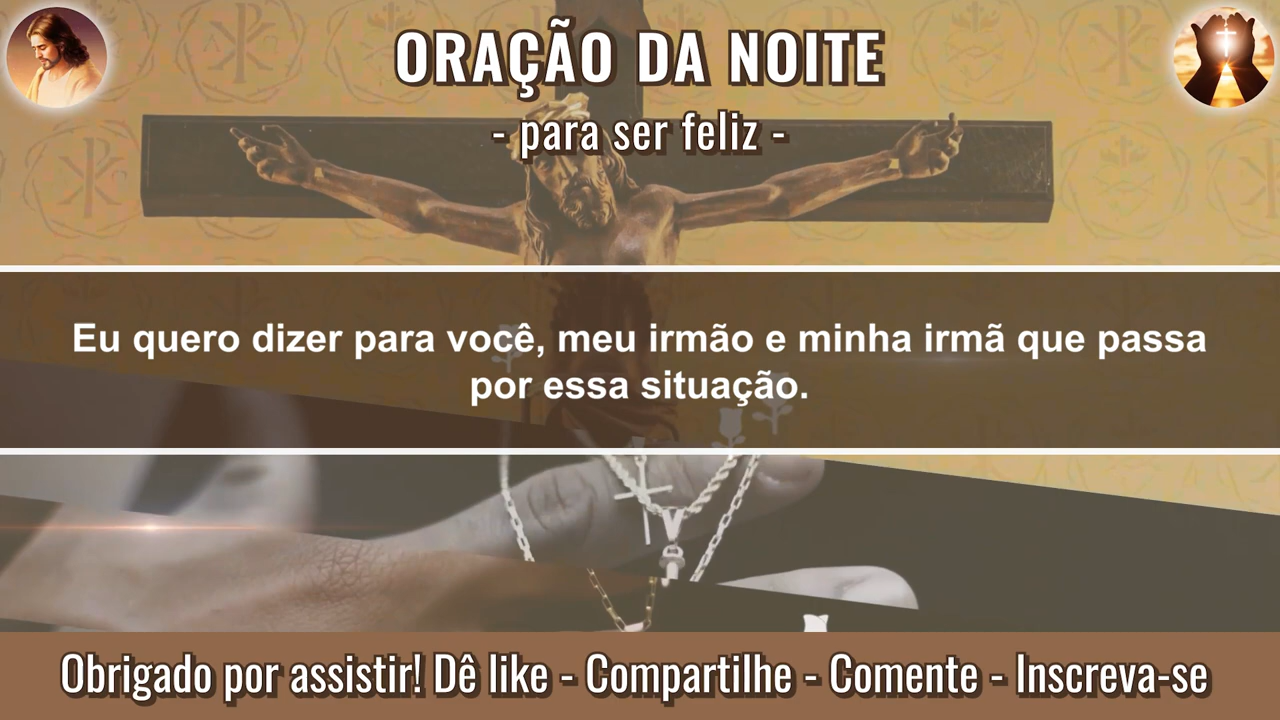 ORAÇÃO DA NOITE
- para ser feliz -
Eu quero dizer para você, meu irmão e minha irmã que passa
por essa situação.
Obrigado por assistir! Dê like - Compartilhe - Comente - Inscreva-se